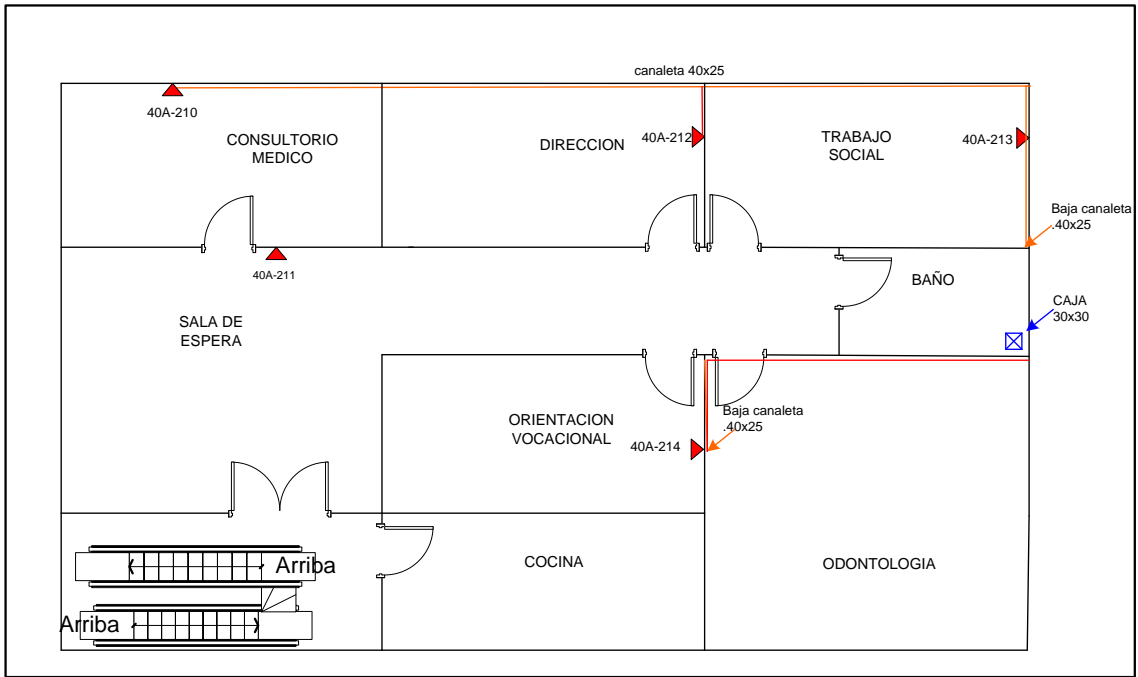 canaleta 40x25
40A-210
CONSULTORIO
MEDICO
DIRECCION
40A-212
TRABAJO
SOCIAL
40A-213
Baja canaleta
.40x25
40A-211
BAÑO
CAJA
30x30
SALA DE
ESPERA
ORIENTACION
VOCACIONAL
40A-214
Baja canaleta
.40x25
Arriba
Arriba
COCINA
ODONTOLOGIA